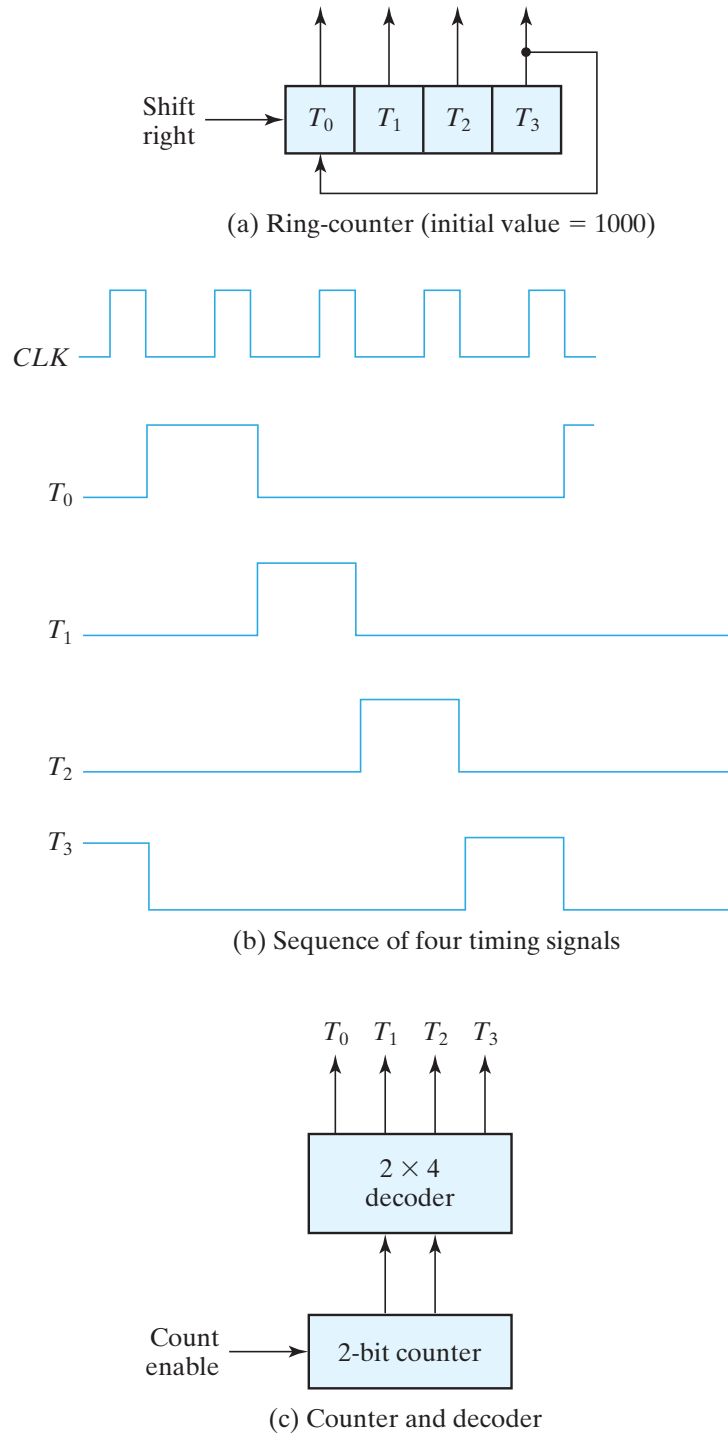 Shift
right
T0 T1 T2 T3
(a) Ring-counter (initial value = 1000)
CLK
T0
T1
T2
T3
(b) Sequence of four timing signals
T0 T1 T2 T3
2 × 4
decoder
Count
enable
2-bit counter
(c) Counter and decoder